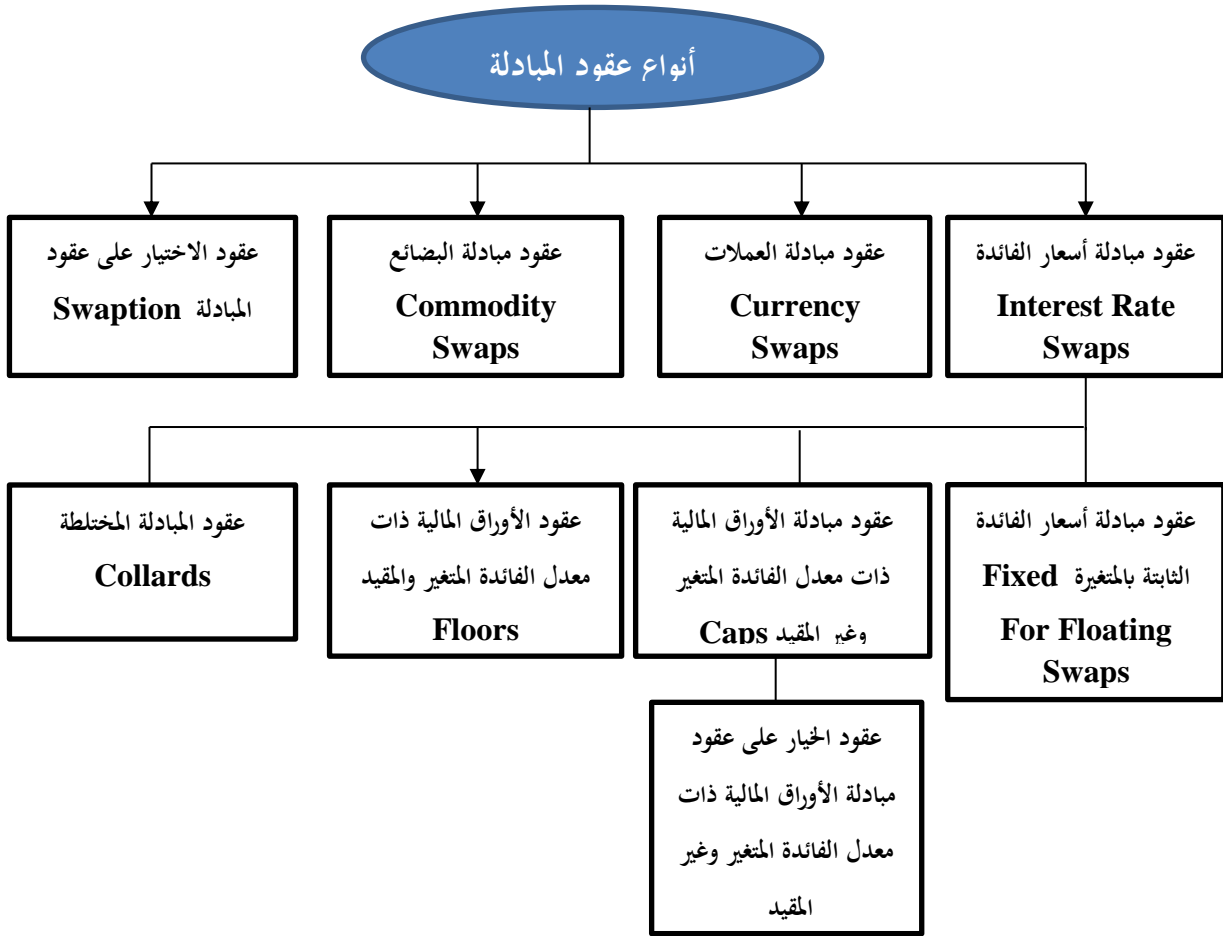 أنواع عقود المبادلة
عقود مبادلة أسعار الفائدة
Interest Rate
Swaps
عقود مبادلة العملات
Currency
Swaps
عقود مبادلة البضائع
Commodity
Swaps
عقود الاختيار على عقود
المبادلة Swaption
عقود مبادلة أسعار الفائدة
الثابتة بالمتغيرة Fixed
For Floating
Swaps
عقود مبادلة الأوراق المالية
ذات معدل الفائدة المتغير
وغير المقيد Caps
عقود الأوراق المالية ذات
معدل الفائدة المتغير والمقيد
Floors
عقود المبادلة المختلطة
Collards
عقود الخيار على عقود
مبادلة الأوراق المالية ذات
معدل الفائدة المتغير وغير
المقيد